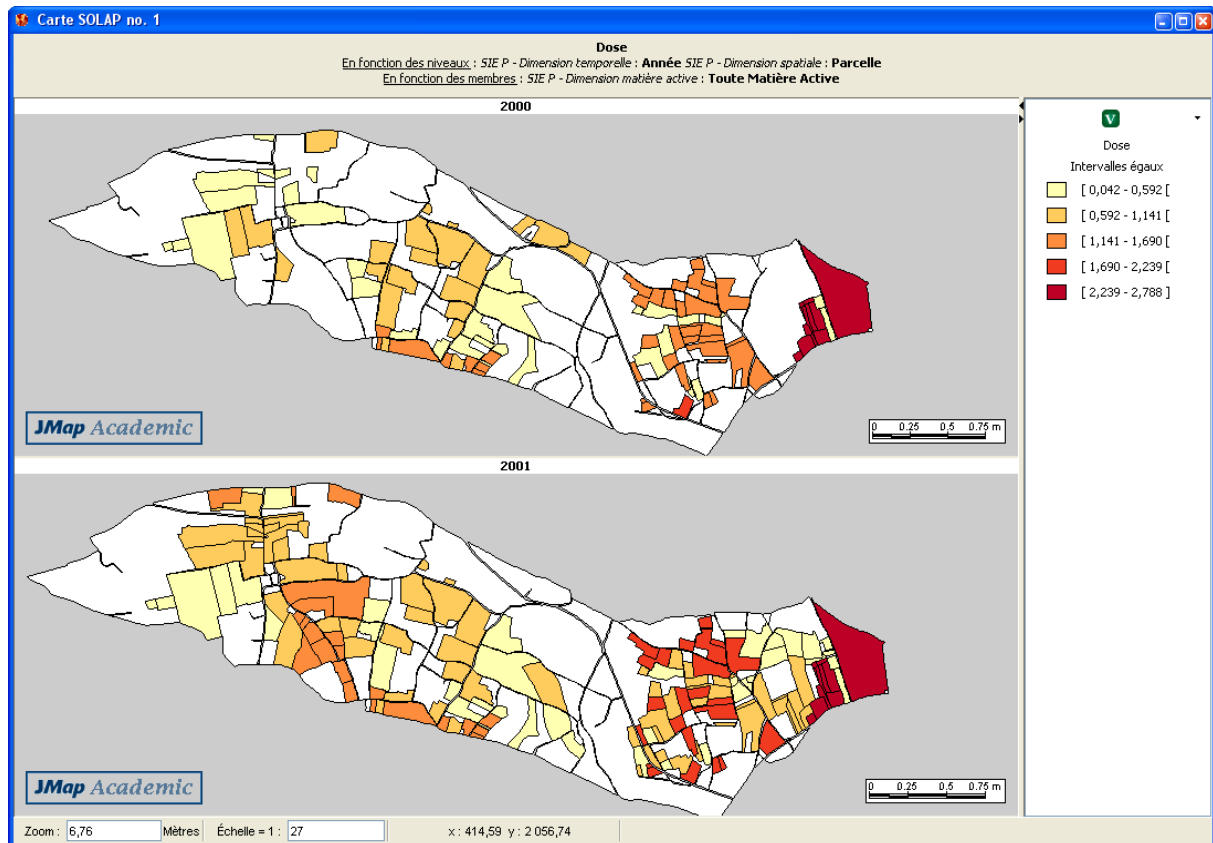 Carte SOLAP no. 1
Dose
En fonction des niveaux : SIE P - Dimension temporelle : Année SIE P - Dimension spatiale : Parcelle
En fonction des membres : SIE P - Dimension matière active : Toute Matière Active
2000
JMap Academic
0 0.25 0.5 0.75 m
2001
JMap Academic
0 0.25 0.5 0.75 m
V
Dose
Intervalles égaux
[ 0,042 - 0,592 [
[ 0,592 - 1,141 [
[ 1,141 - 1,690 [
[ 1,690 - 2,239 [
[ 2,239 - 2,788 ]
Zoom : 6,76 Mètres Échelle = 1 : 27 x : 414,59 y : 2 056,74